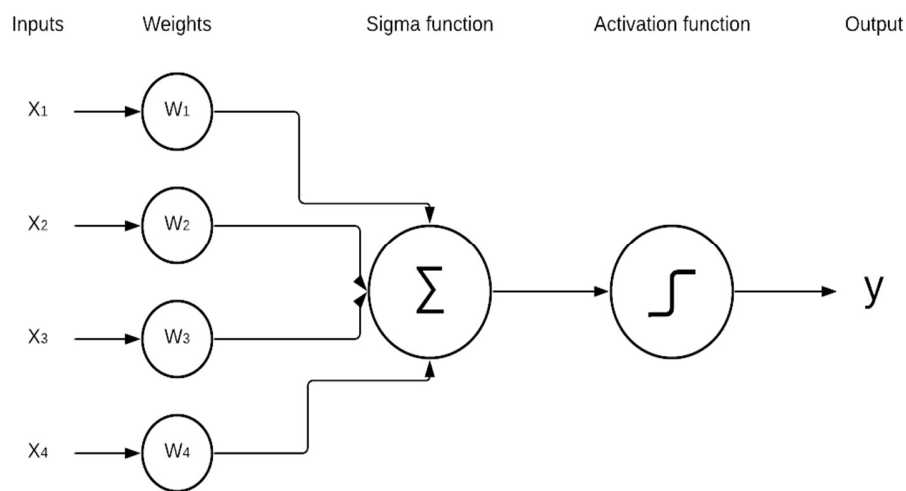 Inputs Weights Sigma function Activation function Output
X1 W1
X2 W2
Σ y
X3 W3
X4 W4